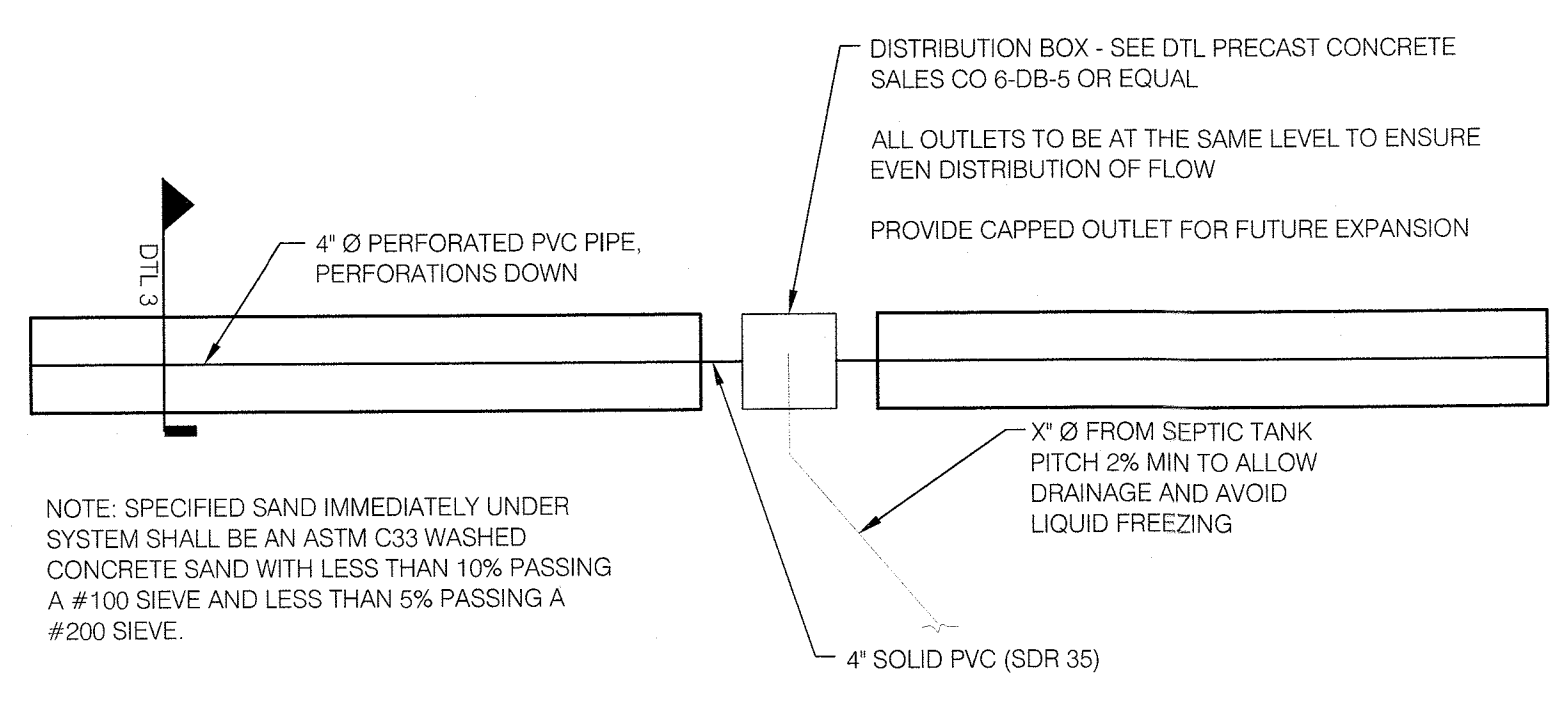 DISTRIBUTION BOX - SEE DTL PRECAST CONCRETE
SALES CO 6-DB-5 OR EQUAL
ALL OUTLETS TO BE AT THE SAME LEVEL TO ENSURE
EVEN DISTRIBUTION OF FLOW
PROVIDE CAPPED OUTLET FOR FUTURE EXPANSION
DTL 3
4" Ø PERFORATED PVC PIPE,
PERFORATIONS DOWN
X" Ø FROM SEPTIC TANK
PITCH 2% MIN TO ALLOW
DRAINAGE AND AVOID
LIQUID FREEZING
NOTE: SPECIFIED SAND IMMEDIATELY UNDER
SYSTEM SHALL BE AN ASTM C33 WASHED
CONCRETE SAND WITH LESS THAN 10% PASSING
A #100 SIEVE AND LESS THAN 5% PASSING A
#200 SIEVE.
4" SOLID PVC (SDR 35)